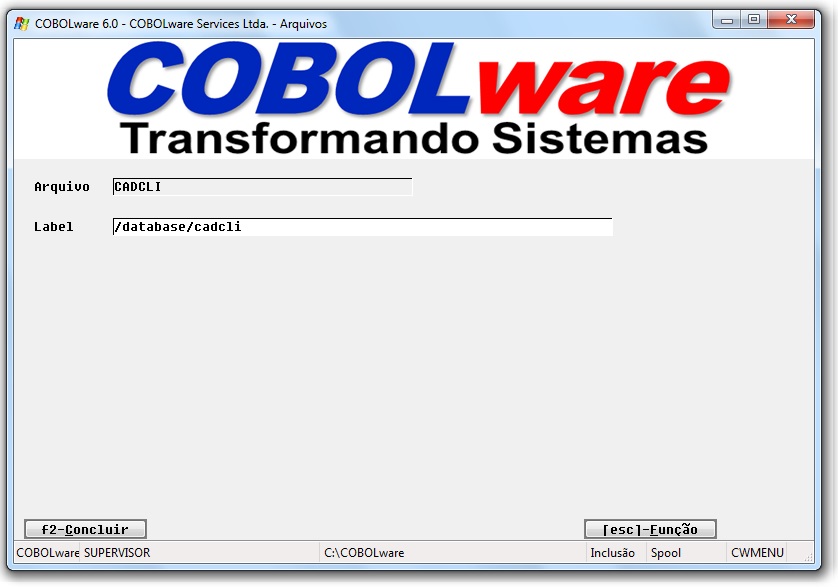 COBOLware 6.0 - COBOLware Services Ltda. - Arquivos
COBOLware
Transformando Sistemas
Arquivo CADCLI
Label /database/cadcli
f2-Concluir [esc]-Função
COBOLware SUPERVISOR C:\COBOLware Inclusão Spool CWMENU